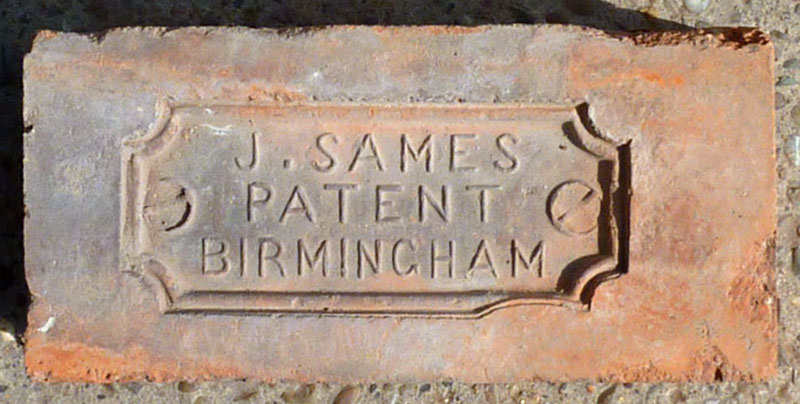 J. SAMES
PATENT
BIRMINGHAM